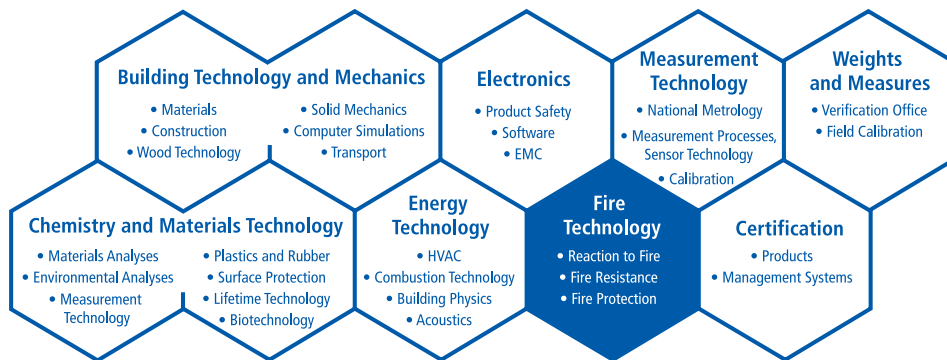 Building Technology and Mechanics
• Materials
• Construction
• Wood Technology
• Solid Mechanics
• Computer Simulations
• Transport
Electronics
• Product Safety
• Software
• EMC
Measurement
Technology
• National Metrology
• Measurement Processes,
Sensor Technology
• Calibration
Weights
and Measures
• Verification Office
• Field Calibration
Chemistry and Materials Technology
• Materials Analyses
• Environmental Analyses
• Measurement
Technology
• Plastics and Rubber
• Surface Protection
• Lifetime Technology
• Biotechnology
Energy
Technology
• HVAC
• Combustion Technology
• Building Physics
• Acoustics
Fire
Technology
• Reaction to Fire
• Fire Resistance
• Fire Protection
Certification
• Products
• Management Systems